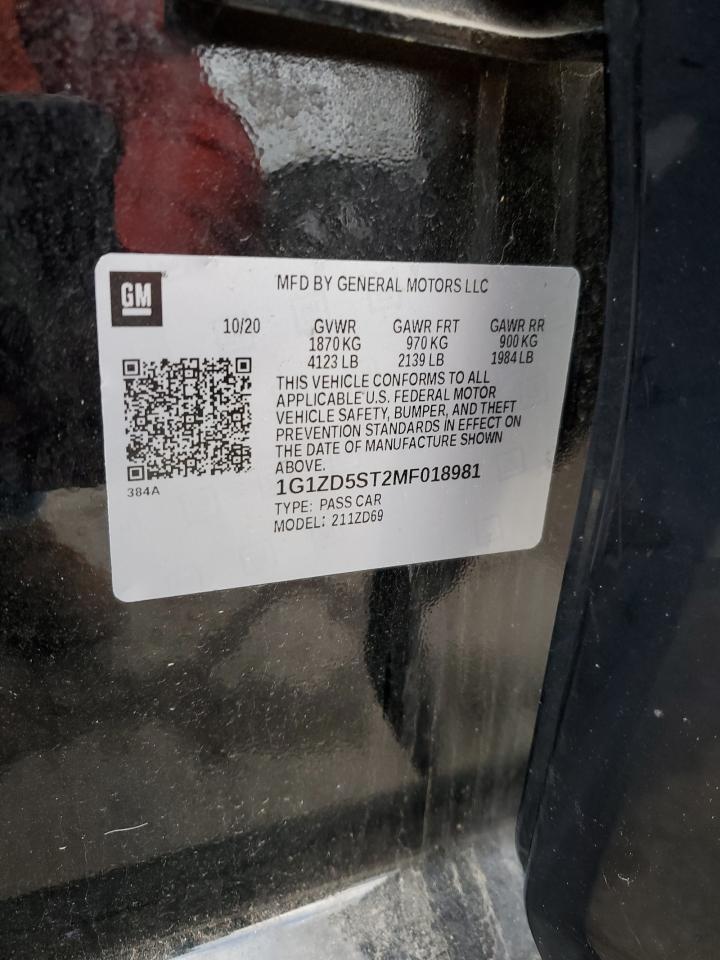 GM
MFD BY GENERAL MOTORS LLC
10/20 GVWR GAWR FRT GAWR RR
1870 KG 970 KG 900 KG
4123 LB 2139 LB 1984 LB
THIS VEHICLE CONFORMS TO ALL
APPLICABLE U.S. FEDERAL MOTOR
VEHICLE SAFETY, BUMPER, AND THEFT
PREVENTION STANDARDS IN EFFECT ON
THE DATE OF MANUFACTURE SHOWN
ABOVE.
384A
1G1ZD5ST2MF018981
TYPE: PASS CAR
MODEL: 211ZD69